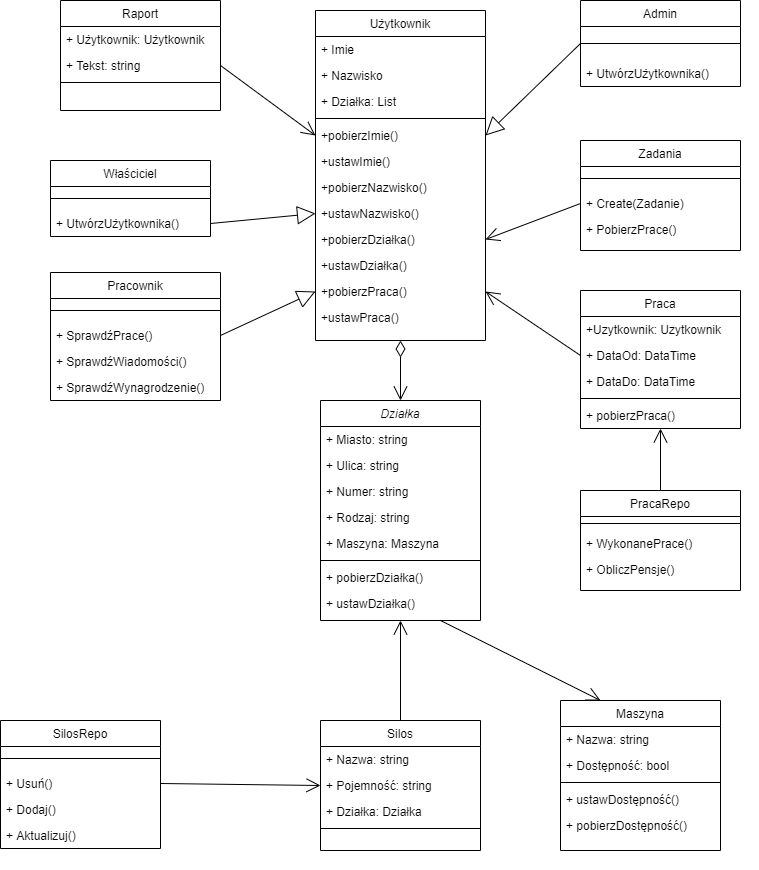 Raport
+ Użytkownik: Użytkownik
+ Tekst: string
Użytkownik
+ Imie
+ Nazwisko
+ Działka: List
+pobierzImie()
+ustawImie()
+pobierzNazwisko()
+ustawNazwisko()
+pobierzDziałka()
+ustawDziałka()
+pobierzPraca()
+ustawPraca()
Admin
+ UtwórzUżytkownika()
Właściciel
+ UtwórzUżytkownika()
Zadania
+ Create(Zadanie)
+ PobierzPrace()
Pracownik
+ SprawdźPrace()
+ SprawdźWiadomości()
+ SprawdźWynagrodzenie()
Praca
+Uzytkownik: Uzytkownik
+ DataOd: DataTime
+ DataDo: DataTime
+ pobierzPraca()
Działka
+ Miasto: string
+ Ulica: string
+ Numer: string
+ Rodzaj: string
+ Maszyna: Maszyna
+ pobierzDziałka()
+ ustawDziałka()
PracaRepo
+ WykonanePrace()
+ ObliczPensje()
SilosRepo
+ Usuń()
+ Dodaj()
+ Aktualizuj()
Silos
+ Nazwa: string
+ Pojemność: string
+ Działka: Działka
Maszyna
+ Nazwa: string
+ Dostępność: bool
+ ustawDostępność()
+ pobierzDostępność()